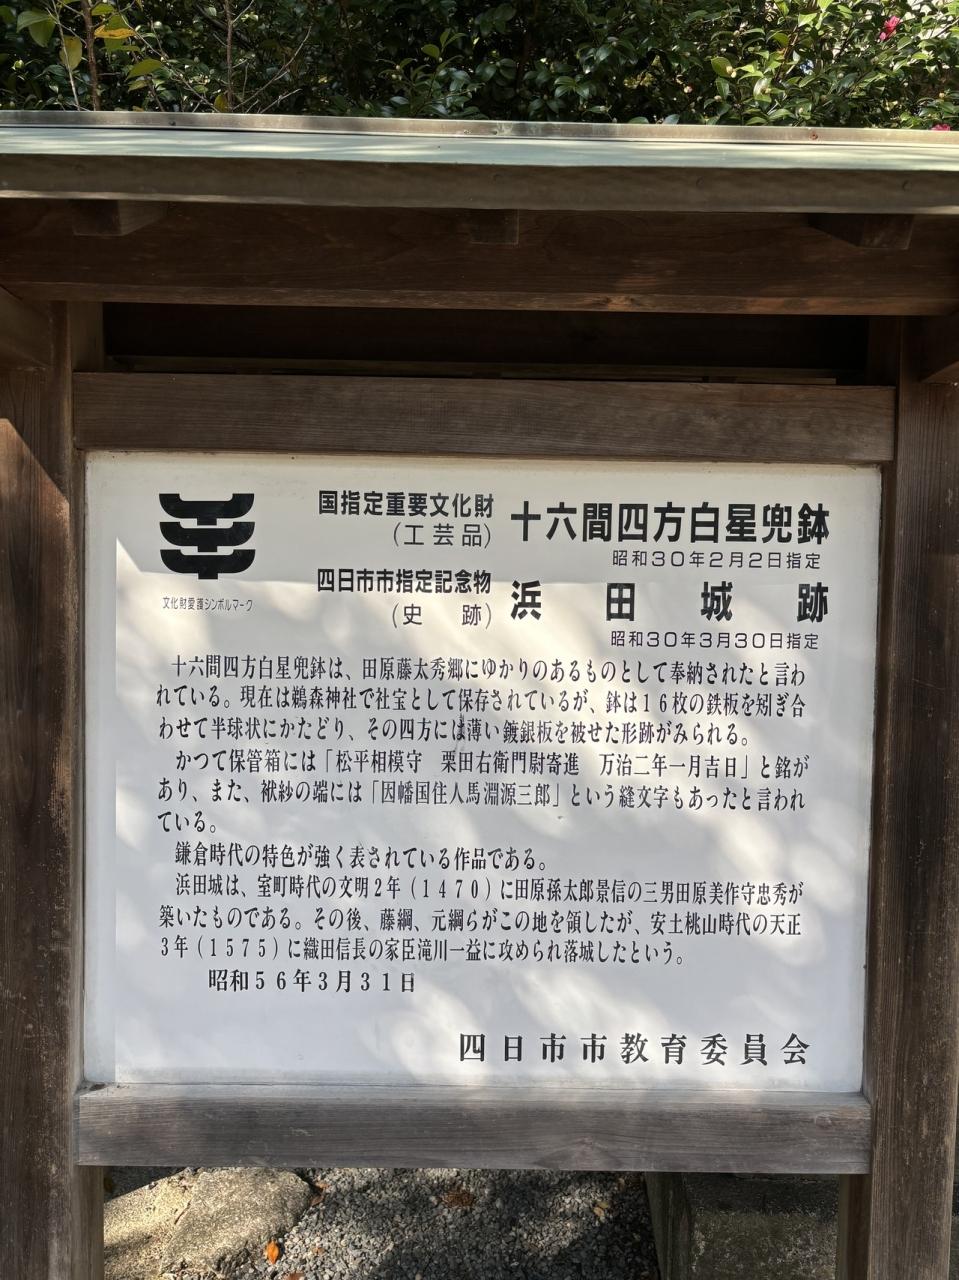 国指定重要文化財
(工芸品)
十六間四方白星兜鉢
昭和30年2月2日指定
四日市市指定記念物
(史　跡)
浜田城跡
昭和30年3月30日指定
文化財愛護シンボルマーク
十六間四方白星兜鉢は、田原藤太秀郷にゆかりのあるものとして奉納されたと言わ
れている。現在は鵜森神社で社宝として保存されているが、鉢は16枚の鉄板を矧ぎ合
わせて半球状にかたどり、その四方には薄い鍍銀板を被せた形跡がみられる。
かつて保管箱には「松平相模守　栗田右衛門尉寄進　万治二年一月吉日」と銘が
あり、また、袱紗の端には「因幡国住人馬淵源三郎」という縫文字もあったと言われ
ている。
鎌倉時代の特色が強く表されている作品である。
浜田城は、室町時代の文明2年(1470)に田原孫太郎景信の三男田原美作守忠秀が
築いたものである。その後、藤綱、元綱らがこの地を領したが、安土桃山時代の天正
3年(1575)に織田信長の家臣滝川一益に攻められ落城したという。
昭和56年3月31日
四日市市教育委員会